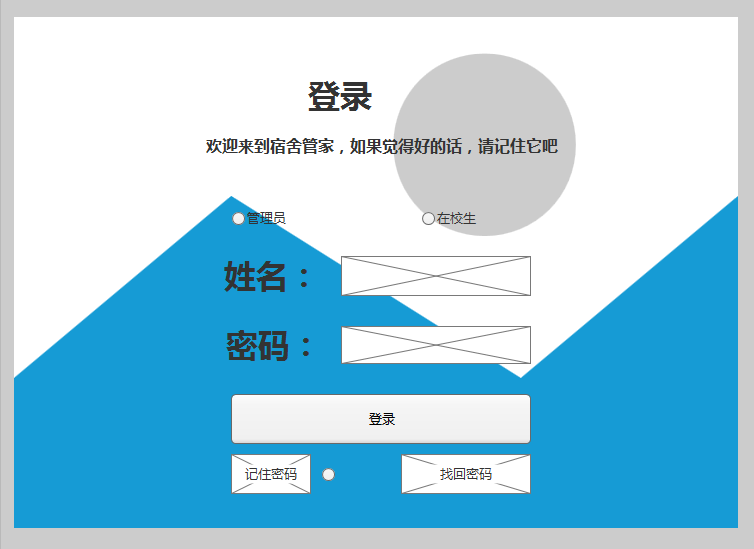 登录
欢迎来到宿舍管家，如果觉得好的话，请记住它吧
管理员 在校生
姓名：
密码：
登录
记住密码 找回密码